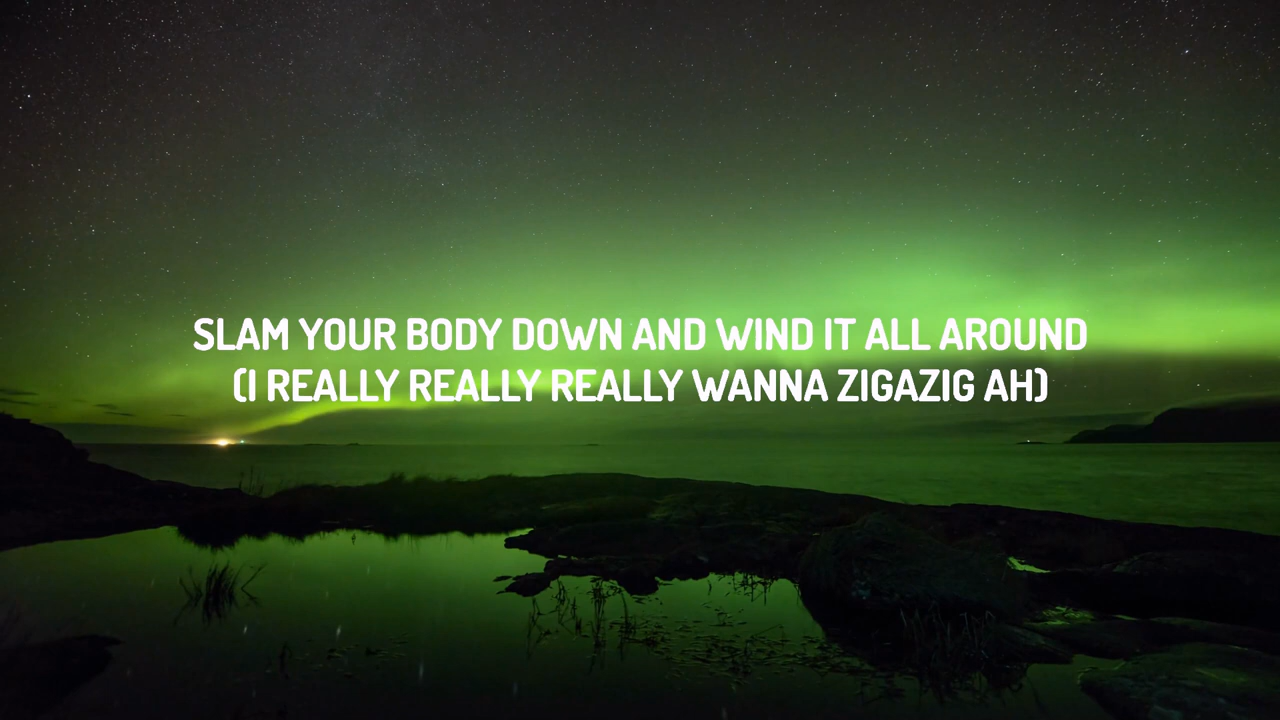 SLAM YOUR BODY DOWN AND WIND IT ALL AROUND
(I REALLY REALLY REALLY WANNA ZIGAZIG AH)